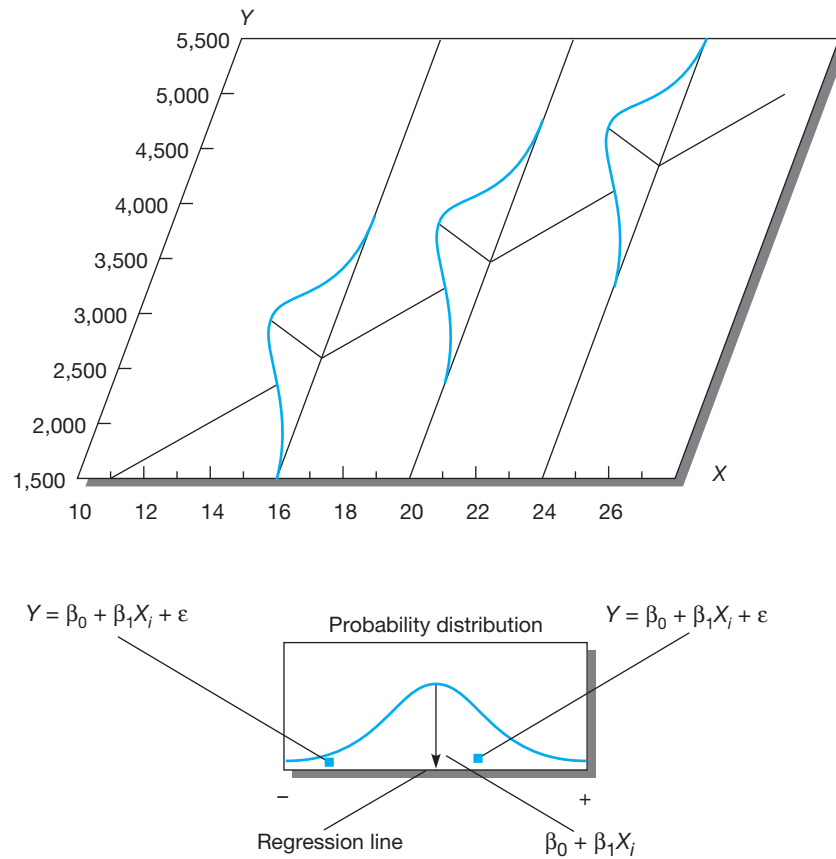 Y
5,500
5,000
4,500
4,000
3,500
3,000
2,500
2,000
1,500
X
10 12 14 16 18 20 22 24 26
Y = β₀ + β₁Xᵢ + ε
Y = β₀ + β₁Xᵢ + ε
Probability distribution
– +
Regression line
β₀ + β₁Xᵢ